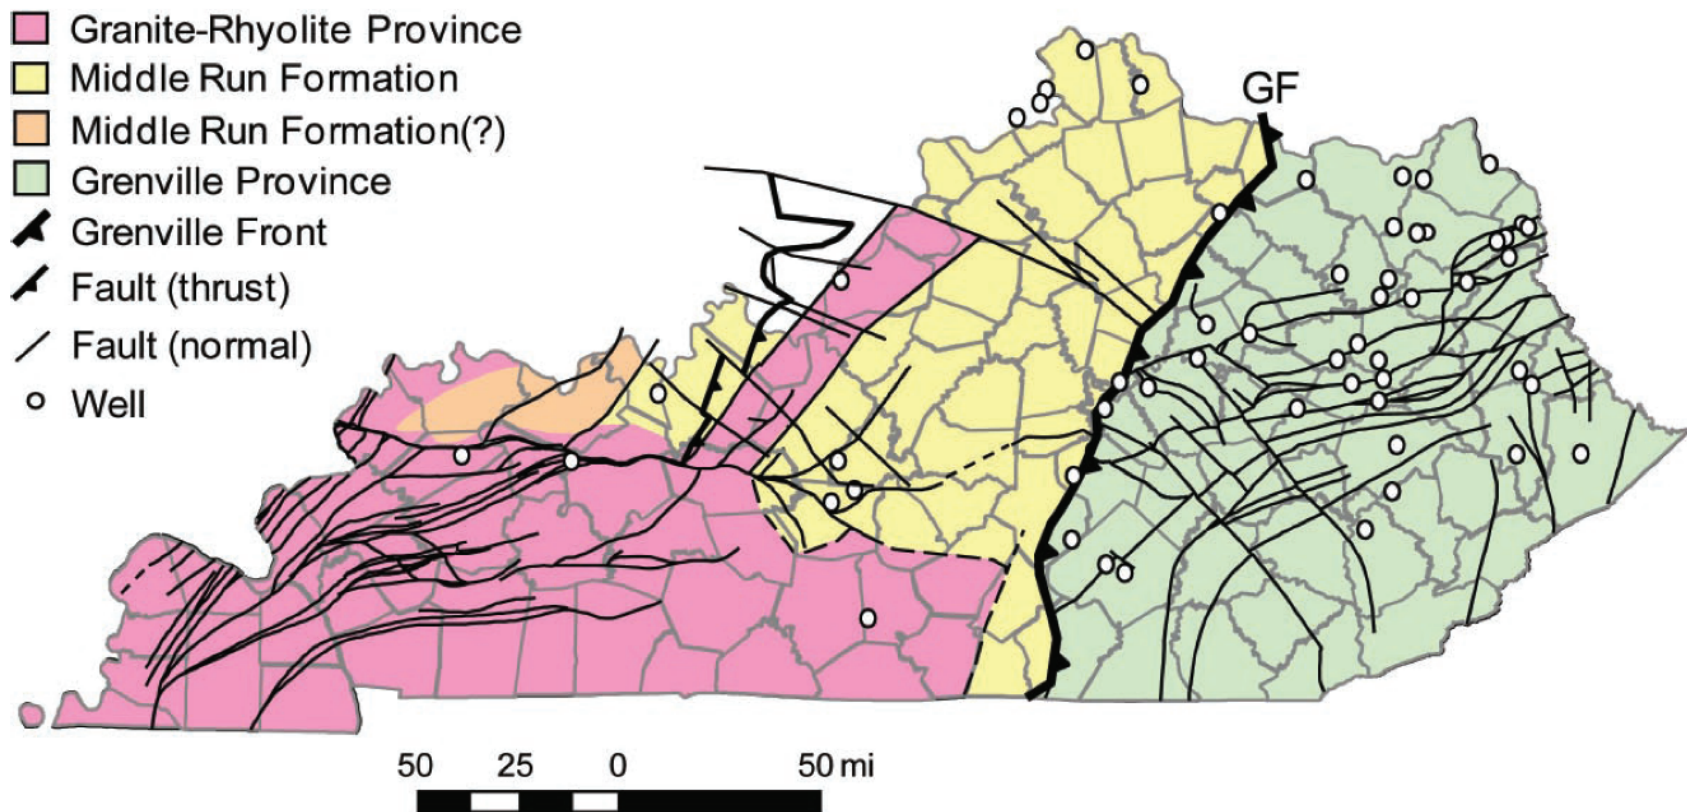 Granite-Rhyolite Province
Middle Run Formation
Middle Run Formation(?)
Grenville Province
Grenville Front
Fault (thrust)
Fault (normal)
Well
GF
50 25 0 50 mi